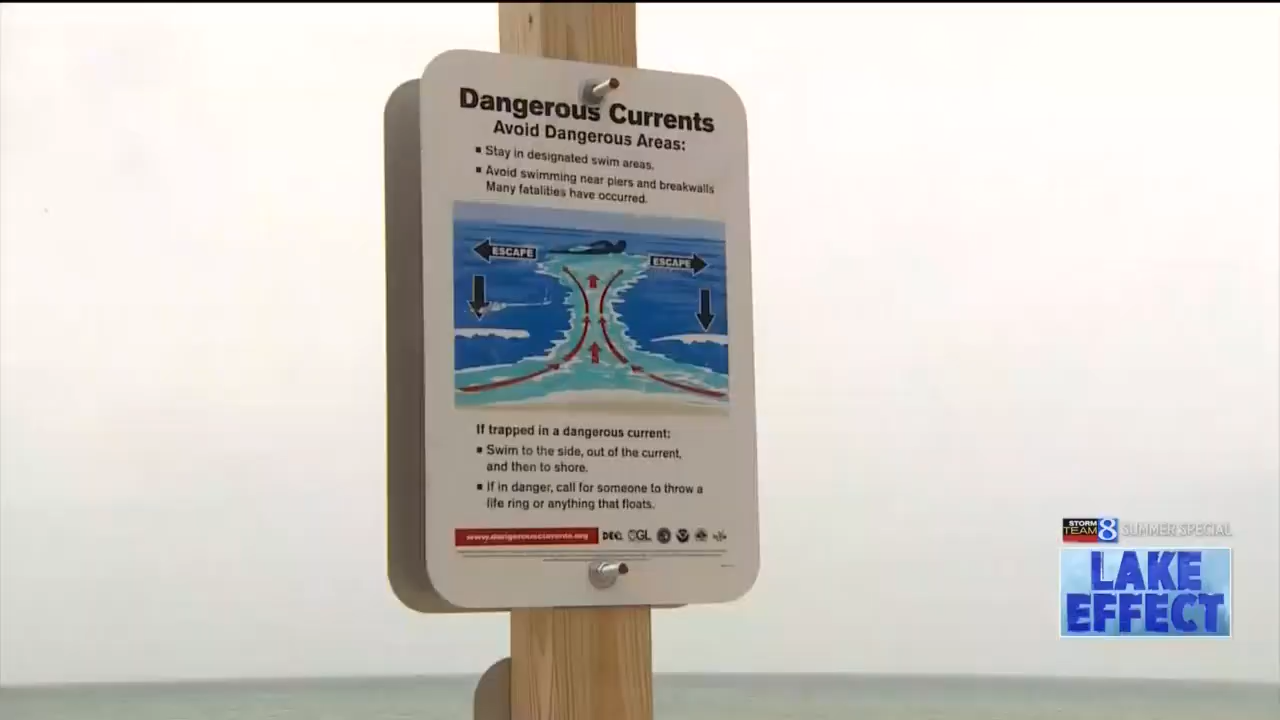 Dangerous Currents
Avoid Dangerous Areas:
▪ Stay in designated swim areas.
▪ Avoid swimming near piers and breakwalls
Many fatalities have occurred.
ESCAPE
ESCAPE
If trapped in a dangerous current:
▪ Swim to the side, out of the current,
and then to shore.
▪ If in danger, call for someone to throw a
life ring or anything that floats.
www.dangerouscurrents.org
STORM
TEAM 8 SUMMER SPECIAL
LAKE
EFFECT